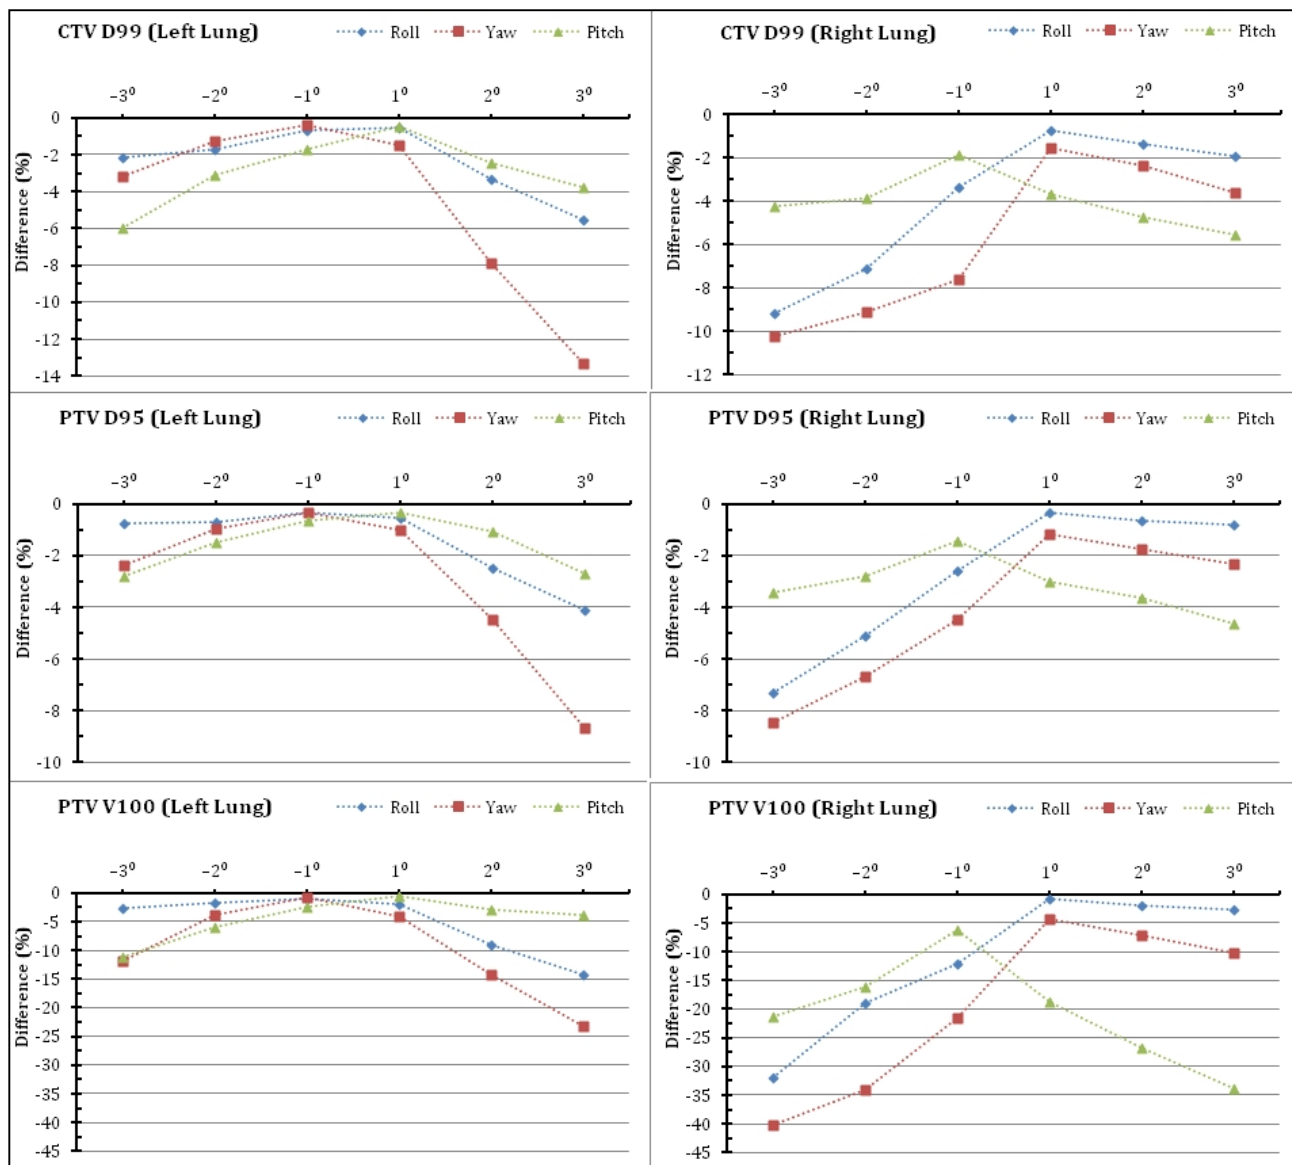 CTV D99 (Left Lung) Roll Yaw Pitch
−3⁰ −2⁰ −1⁰ 1⁰ 2⁰ 3⁰
0
-2
-4
-6
-8
-10
-12
-14
Difference (%)
CTV D99 (Right Lung) Roll Yaw Pitch
−3⁰ −2⁰ −1⁰ 1⁰ 2⁰ 3⁰
0
-2
-4
-6
-8
-10
-12
Difference (%)
PTV D95 (Left Lung) Roll Yaw Pitch
−3⁰ −2⁰ −1⁰ 1⁰ 2⁰ 3⁰
0
-2
-4
-6
-8
-10
Difference (%)
PTV D95 (Right Lung) Roll Yaw Pitch
−3⁰ −2⁰ −1⁰ 1⁰ 2⁰ 3⁰
0
-2
-4
-6
-8
-10
Difference (%)
PTV V100 (Left Lung) Roll Yaw Pitch
−3⁰ −2⁰ −1⁰ 1⁰ 2⁰ 3⁰
0
-5
-10
-15
-20
-25
-30
-35
-40
-45
Difference (%)
PTV V100 (Right Lung) Roll Yaw Pitch
−3⁰ −2⁰ −1⁰ 1⁰ 2⁰ 3⁰
0
-5
-10
-15
-20
-25
-30
-35
-40
-45
Difference (%)